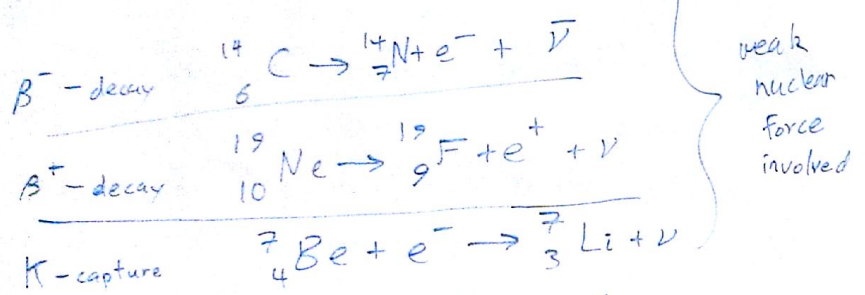 β⁻-decay ¹⁴₆C → ¹⁴₇N + e⁻ + ν̅
β⁺-decay ¹⁹₁₀Ne → ¹⁹₉F + e⁺ + ν
K-capture ⁷₄Be + e⁻ → ⁷₃Li + ν
weak
nuclear
force
involved